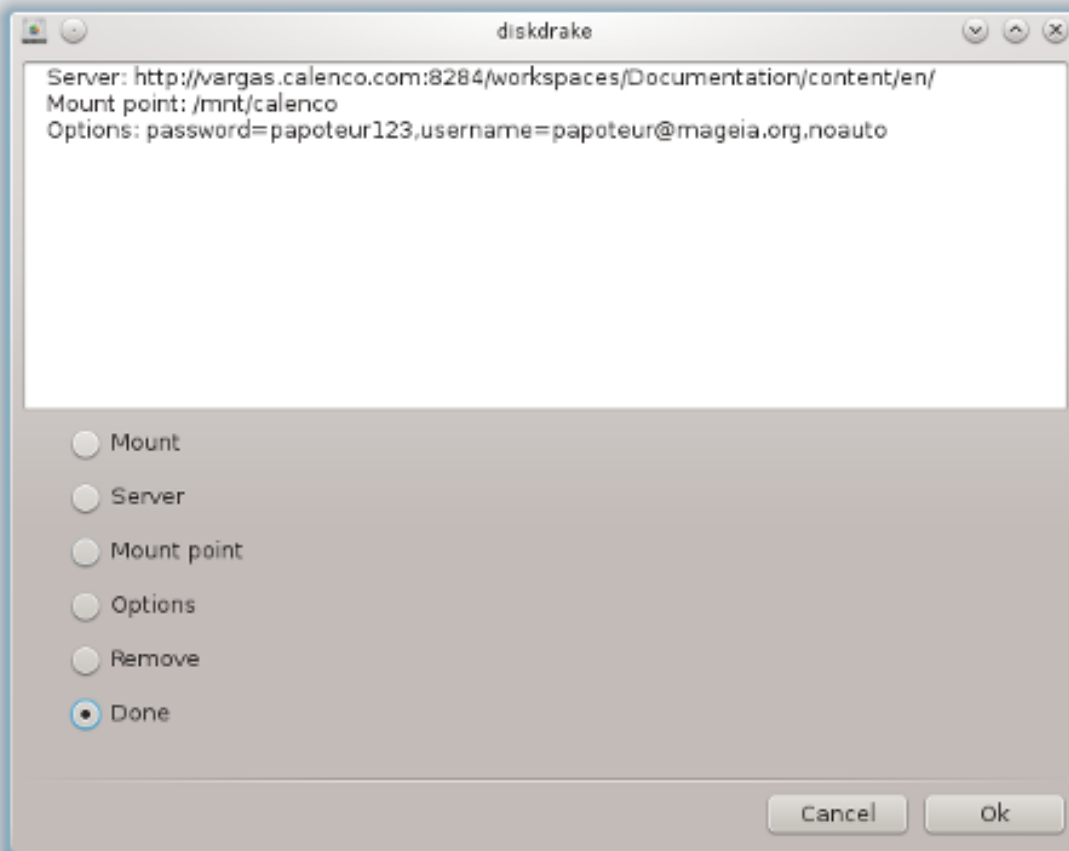 diskdrake
Server: http://vargas.calenco.com:8284/workspaces/Documentation/content/en/
Mount point: /mnt/calenco
Options: password=papoteur123,username=papoteur@mageia.org,noauto
Mount
Server
Mount point
Options
Remove
Done
Cancel Ok